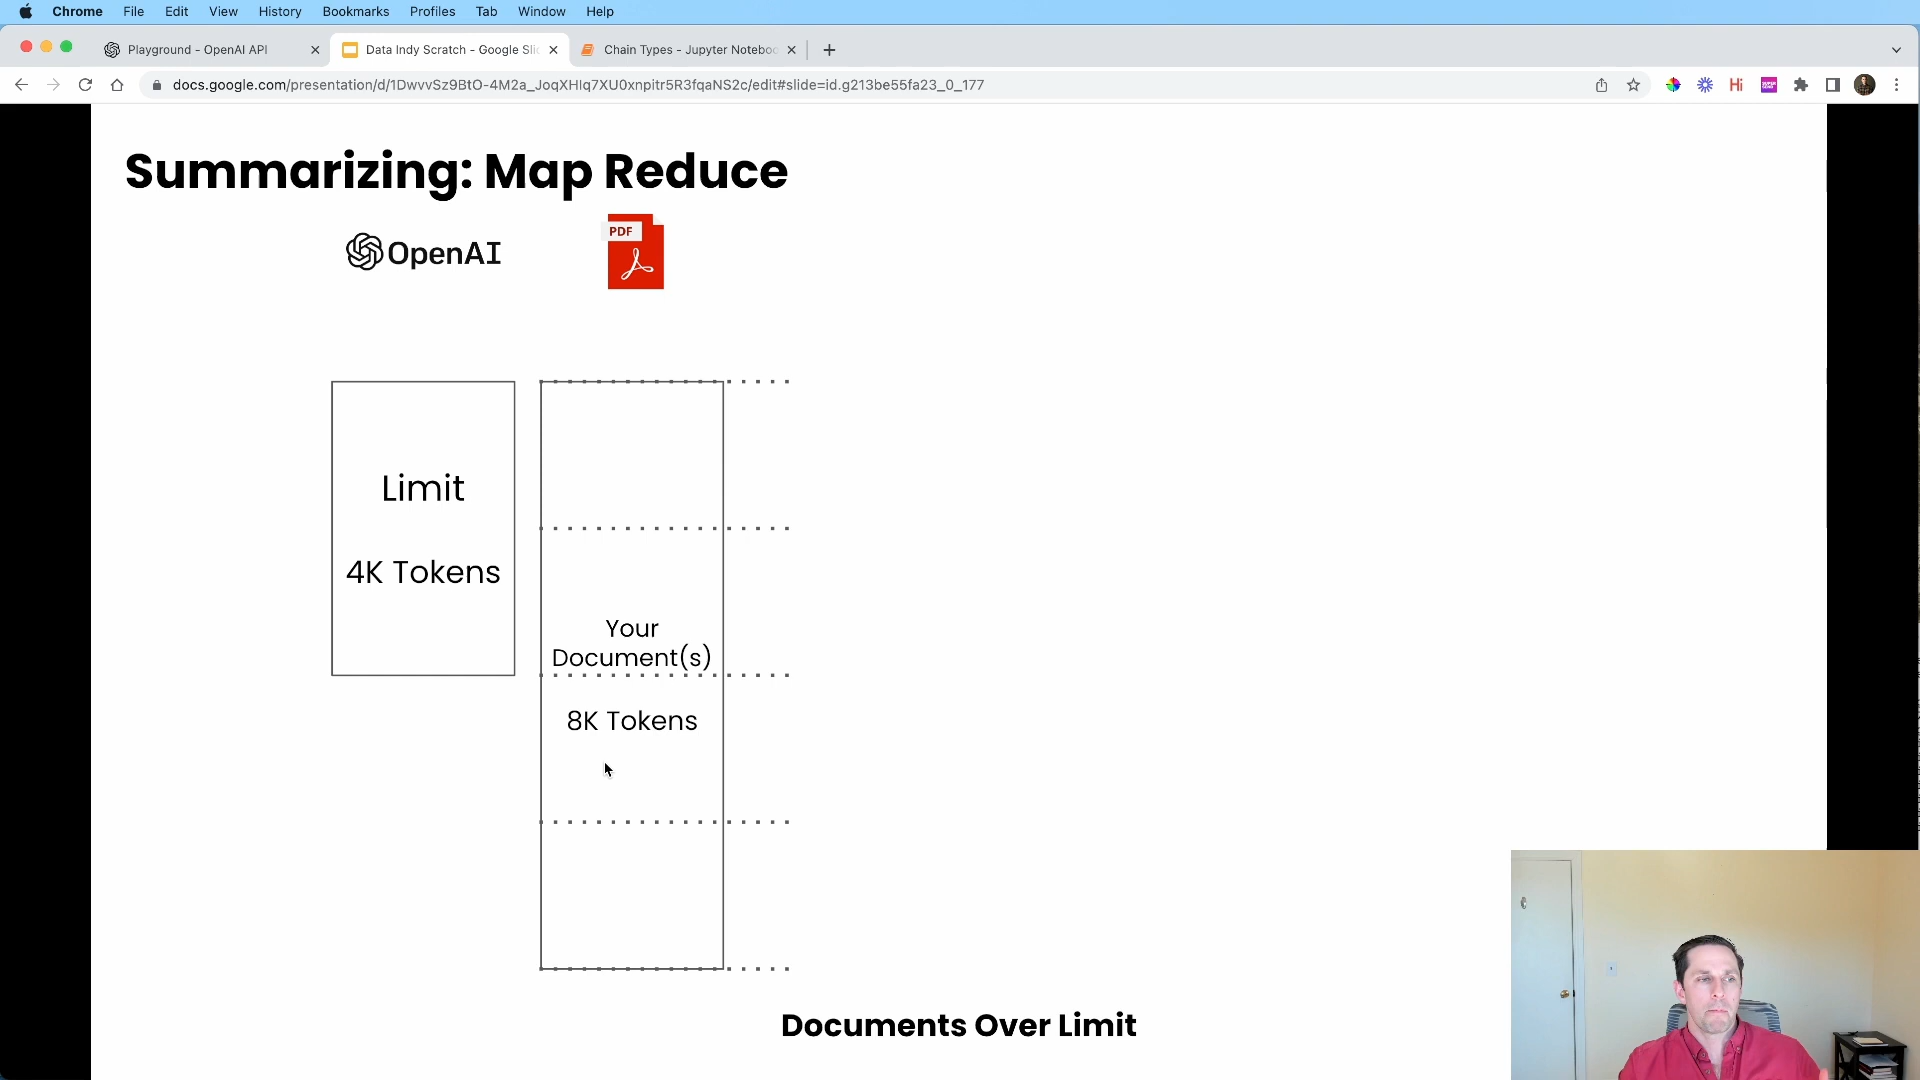 Chrome File Edit View History Bookmarks Profiles Tab Window Help
Playground - OpenAI API
Data Indy Scratch - Google Sli
Chain Types - Jupyter Notebo
docs.google.com/presentation/d/1DwvvSz9BtO-4M2a_JoqXHIq7XU0xnpitr5R3fqaNS2c/edit#slide=id.g213be55fa23_0_177
Hi
Summarizing: Map Reduce
OpenAI
PDF
Limit
4K Tokens
Your
Document(s)
8K Tokens
Documents Over Limit